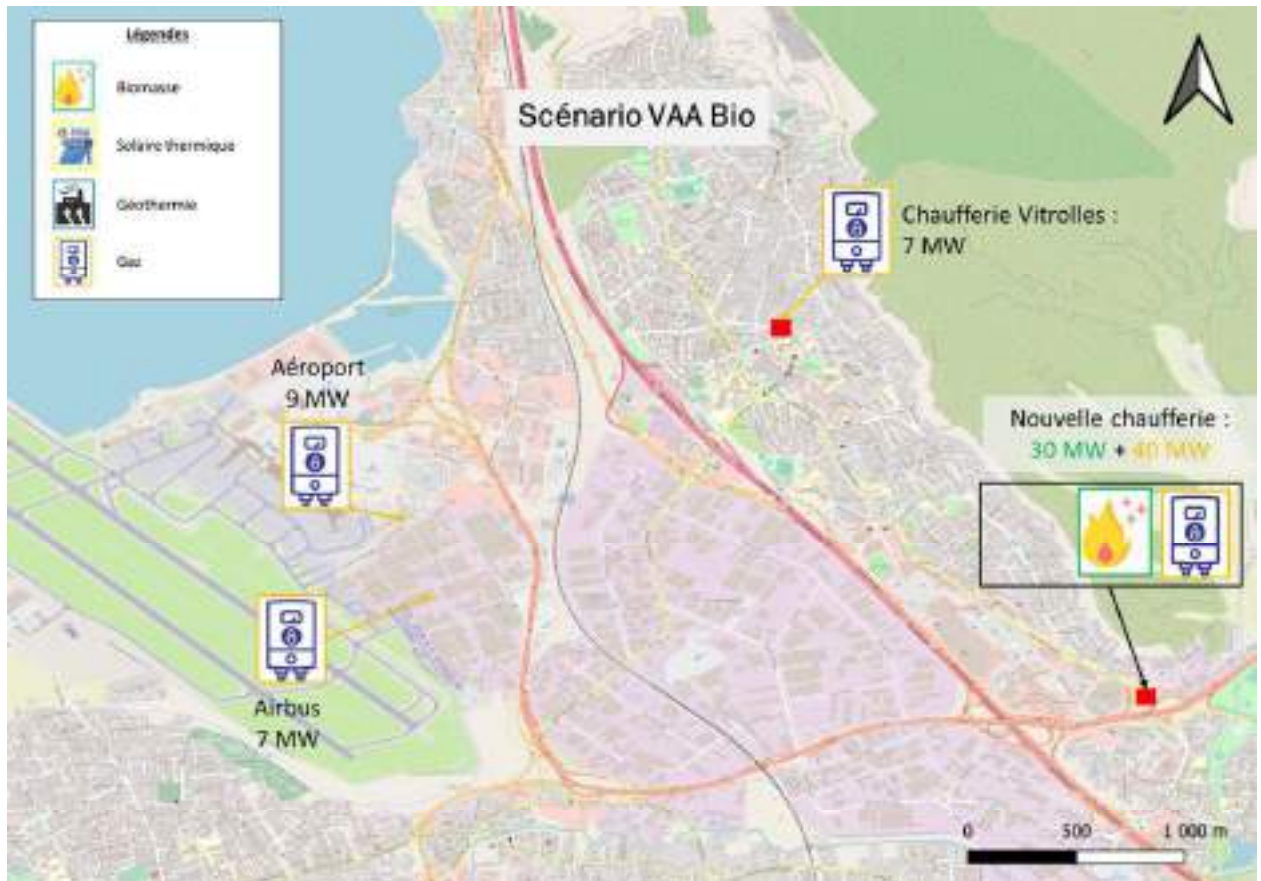 Légendes
Biomasse
Solaire thermique
Géothermie
Gaz
Scénario VAA Bio
Chaufferie Vitrolles :
7 MW
Aéroport
9 MW
Nouvelle chaufferie :
30 MW + 40 MW
Airbus
7 MW
0 500 1 000 m